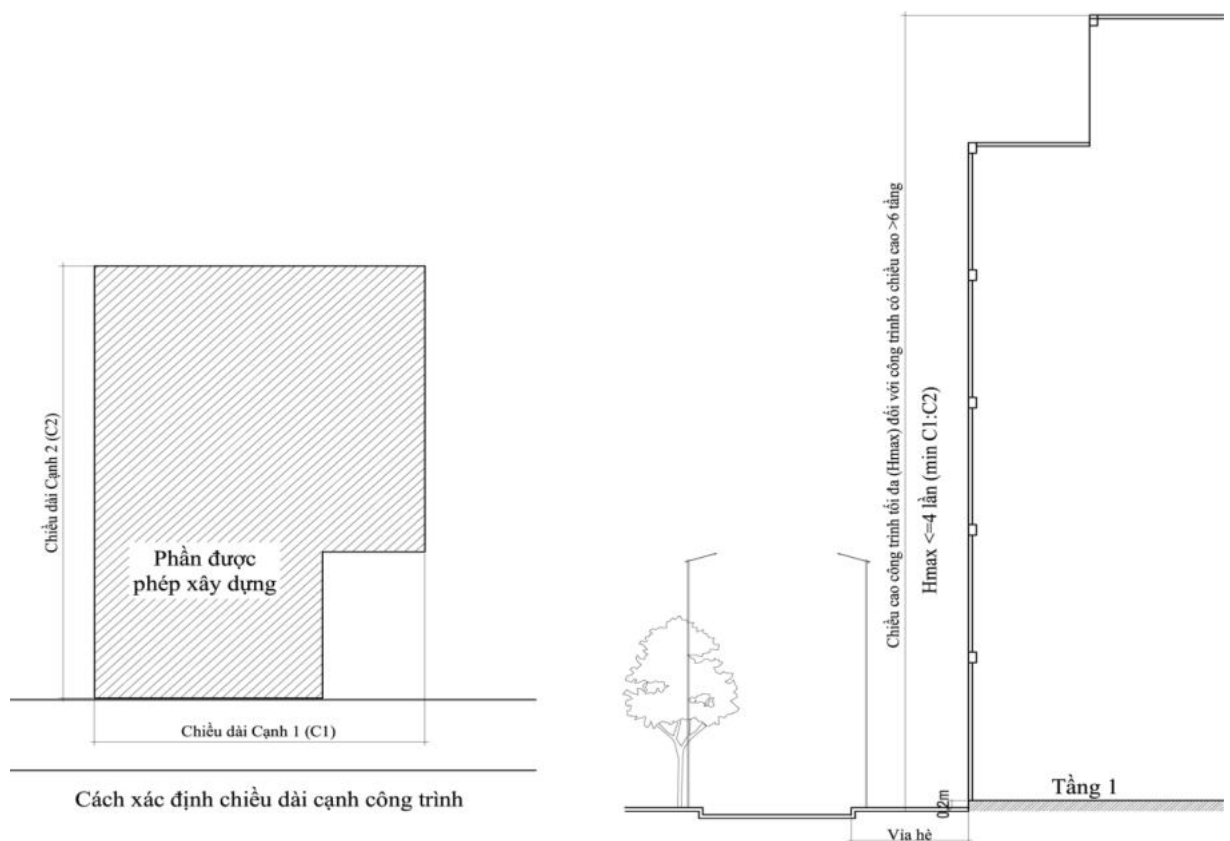 Chiều dài Cạnh 2 (C2)
Phần được
phép xây dựng
Chiều dài Cạnh 1 (C1)
Cách xác định chiều dài cạnh công trình
Chiều cao công trình tối đa (Hmax) đối với công trình có chiều cao >6 tầng
Hmax <=4 lần (min C1:C2)
0,2m
Tầng 1
Vỉa hè